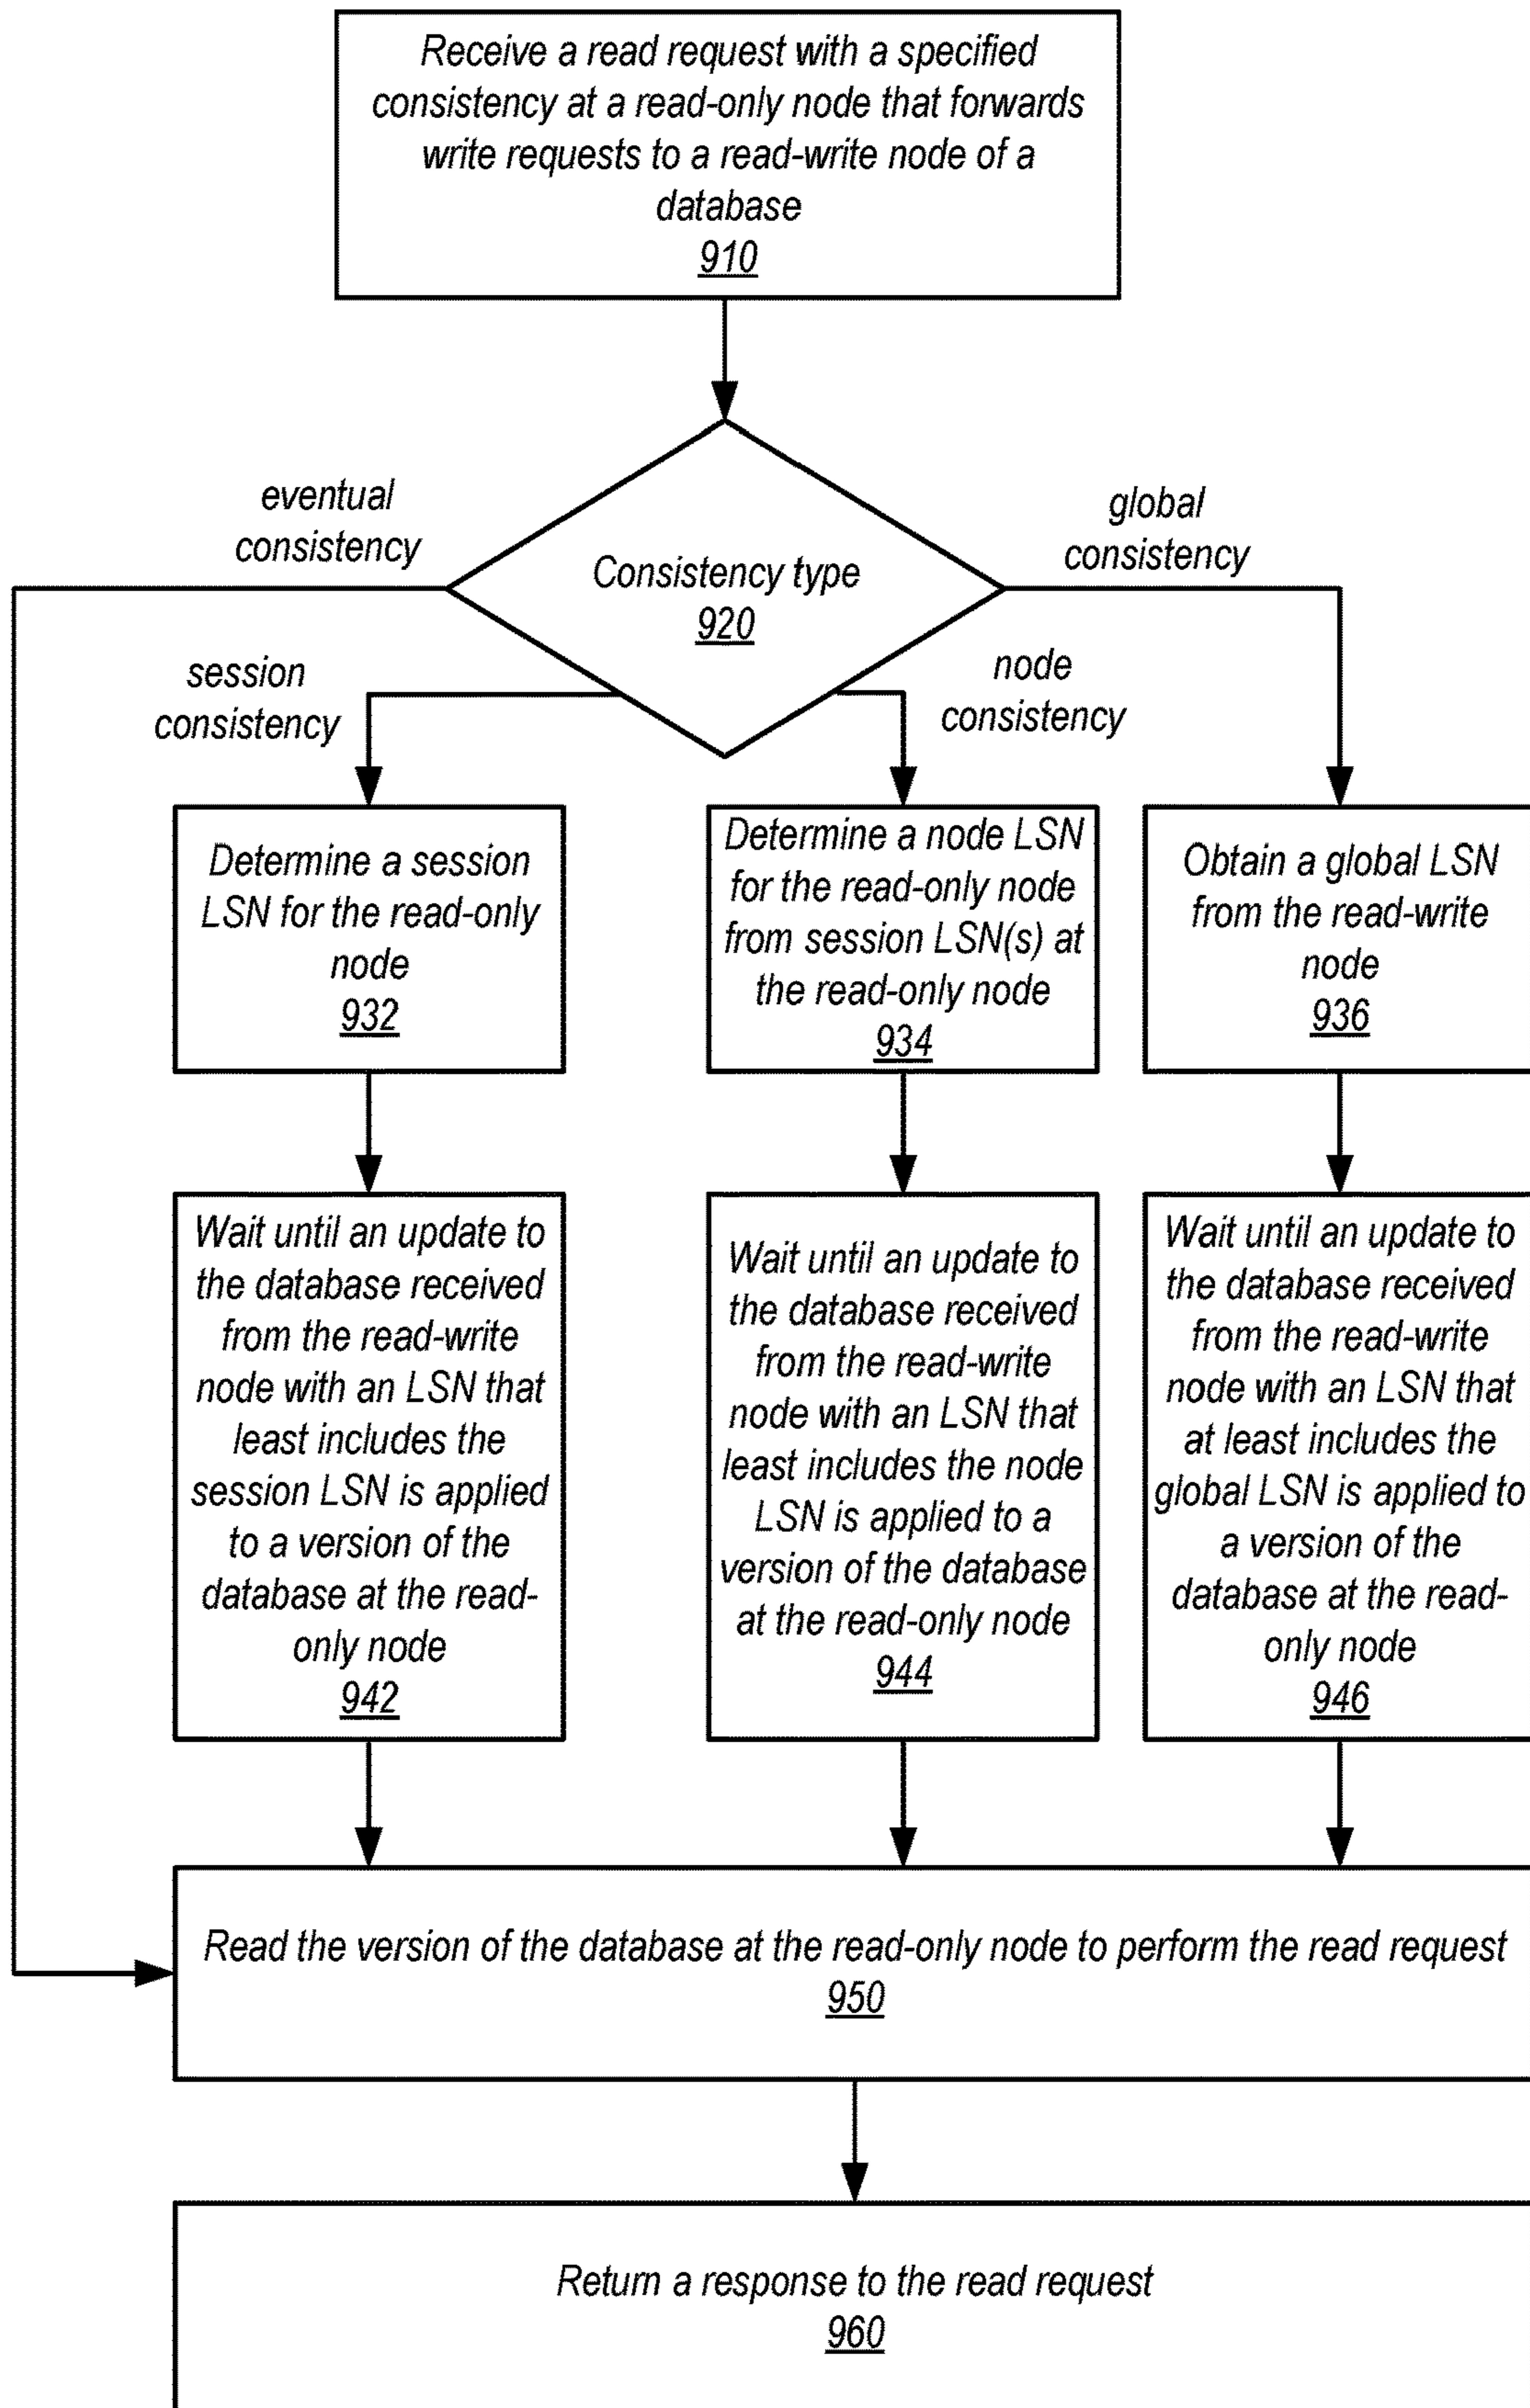 Receive a read request with a specified
consistency at a read-only node that forwards
write requests to a read-write node of a
database
910
eventual
consistency
global
consistency
Consistency type
920
session
consistency
node
consistency
Determine a session
LSN for the read-only
node
932
Determine a node LSN
for the read-only node
from session LSN(s) at
the read-only node
934
Obtain a global LSN
from the read-write
node
936
Wait until an update to
the database received
from the read-write
node with an LSN that
least includes the
session LSN is applied
to a version of the
database at the read-
only node
942
Wait until an update to
the database received
from the read-write
node with an LSN that
least includes the node
LSN is applied to a
version of the database
at the read-only node
944
Wait until an update to
the database received
from the read-write
node with an LSN that
at least includes the
global LSN is applied to
a version of the
database at the read-
only node
946
Read the version of the database at the read-only node to perform the read request
950
Return a response to the read request
960